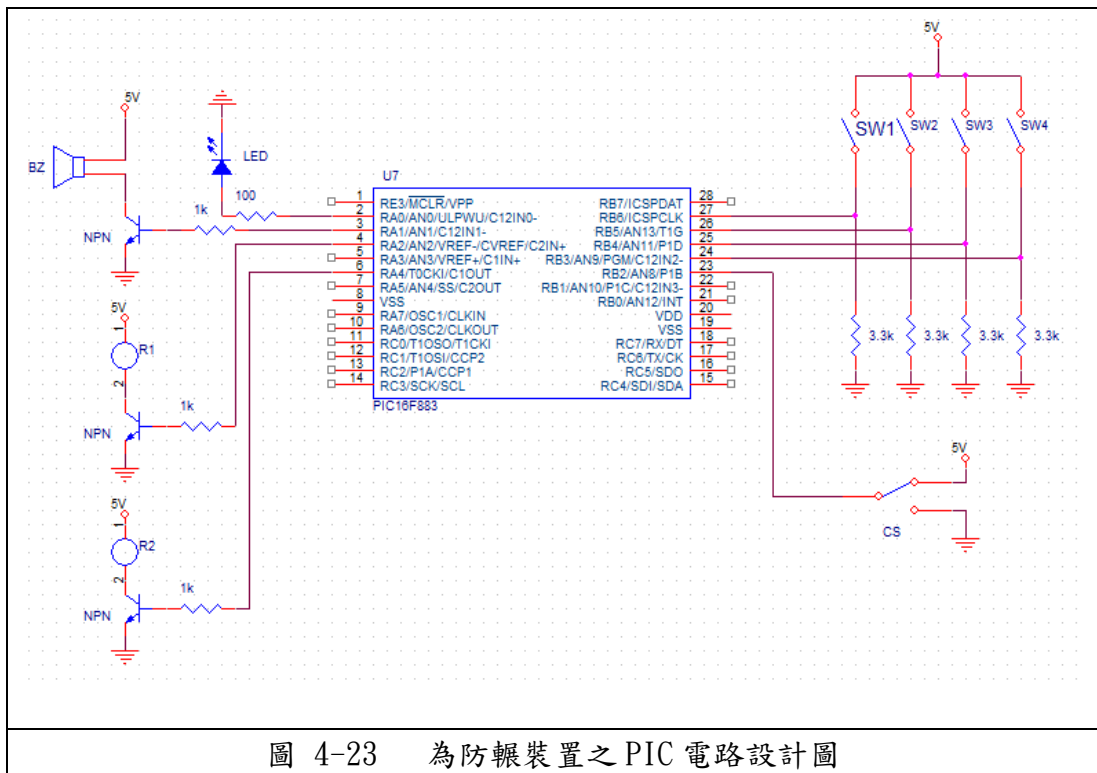 5V
BZ
NPN
LED
100
1k
5V
1
R1
2
NPN
1k
5V
1
R2
2
NPN
1k
U7
1 RE3/MCLR/VPP
2 RA0/AN0/ULPWU/C12IN0-
3 RA1/AN1/C12IN1-
4 RA2/AN2/VREF-/CVREF/C2IN+
5 RA3/AN3/VREF+/C1IN+
6 RA4/T0CKI/C1OUT
7 RA5/AN4/SS/C2OUT
8 VSS
9 RA7/OSC1/CLKIN
10 RA6/OSC2/CLKOUT
11 RC0/T1OSO/T1CKI
12 RC1/T1OSI/CCP2
13 RC2/P1A/CCP1
14 RC3/SCK/SCL
RB7/ICSPDAT 28
RB6/ICSPCLK 27
RB5/AN13/T1G 26
RB4/AN11/P1D 25
RB3/AN9/PGM/C12IN2- 24
RB2/AN8/P1B 23
RB1/AN10/P1C/C12IN3- 22
RB0/AN12/INT 21
VDD 20
VSS 19
RC7/RX/DT 18
RC6/TX/CK 17
RC5/SDO 16
RC4/SDI/SDA 15
PIC16F883
5V
SW1 SW2 SW3 SW4
3.3k 3.3k 3.3k 3.3k
5V
CS
圖 4-23 為防輾裝置之 PIC 電路設計圖